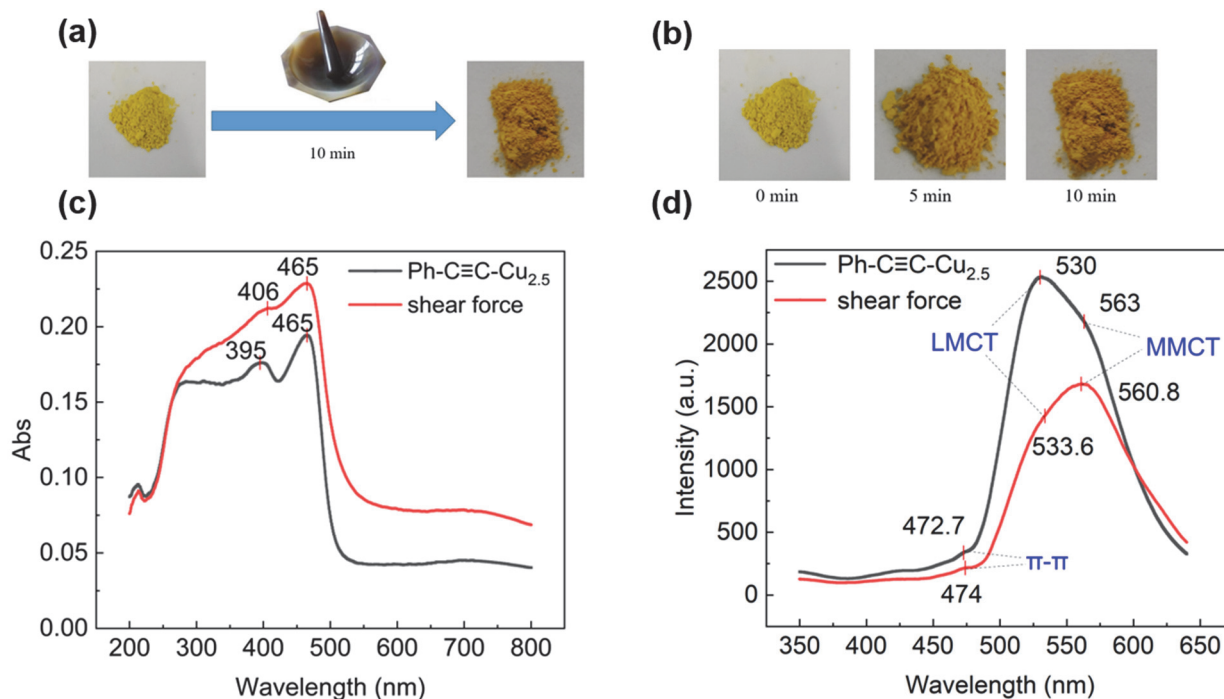 (a)
10 min
(b)
0 min
5 min
10 min
(c)
0.25
0.20
0.15
0.10
0.05
0.00
Abs
200
300
400
500
600
700
800
Wavelength (nm)
Ph-C≡C-Cu2.5
shear force
465
406
465
395
(d)
2500
2000
1500
1000
500
0
Intensity (a.u.)
350
400
450
500
550
600
650
Wavelength (nm)
Ph-C≡C-Cu2.5
shear force
530
563
LMCT
MMCT
560.8
533.6
472.7
π-π
474